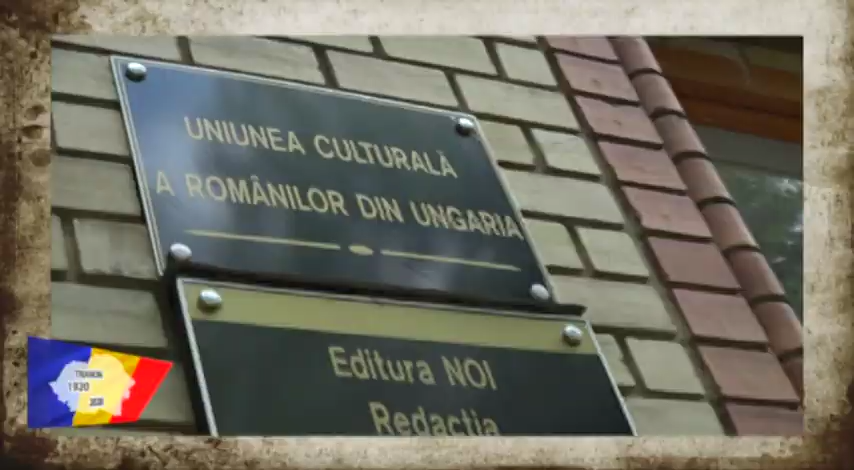 UNIUNEA CULTURALĂ
A ROMÂNILOR DIN UNGARIA
Editura NOI
Redacția
TRIANON
1920
2020